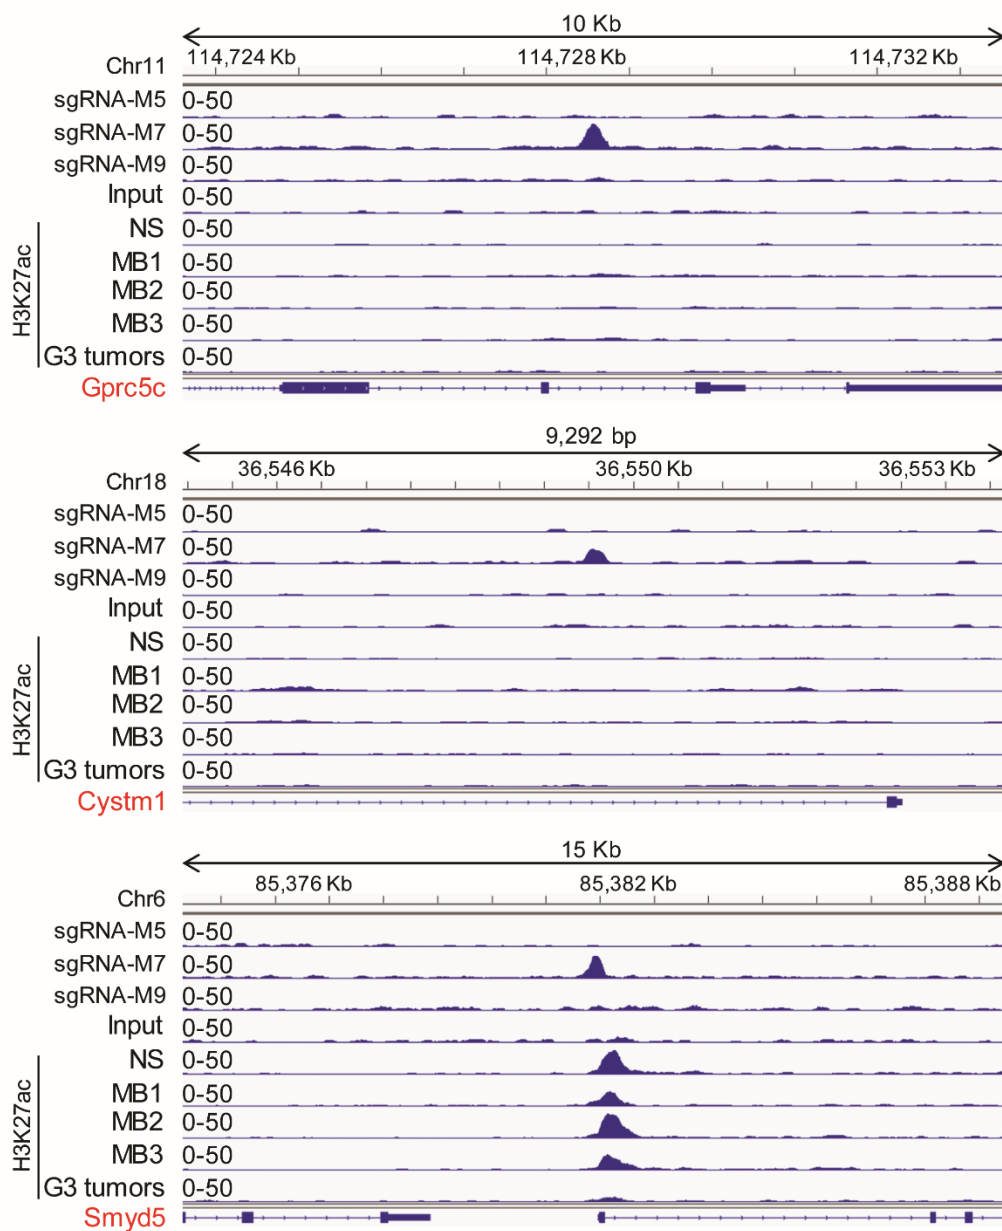 10 Kb
114,724 Kb 114,728 Kb 114,732 Kb
Chr11
sgRNA-M5 0-50
sgRNA-M7 0-50
sgRNA-M9 0-50
Input 0-50
H3K27ac
NS 0-50
MB1 0-50
MB2 0-50
MB3 0-50
G3 tumors 0-50
Gprc5c
9,292 bp
36,546 Kb 36,550 Kb 36,553 Kb
Chr18
sgRNA-M5 0-50
sgRNA-M7 0-50
sgRNA-M9 0-50
Input 0-50
H3K27ac
NS 0-50
MB1 0-50
MB2 0-50
MB3 0-50
G3 tumors 0-50
Cystm1
15 Kb
85,376 Kb 85,382 Kb 85,388 Kb
Chr6
sgRNA-M5 0-50
sgRNA-M7 0-50
sgRNA-M9 0-50
Input 0-50
H3K27ac
NS 0-50
MB1 0-50
MB2 0-50
MB3 0-50
G3 tumors 0-50
Smyd5